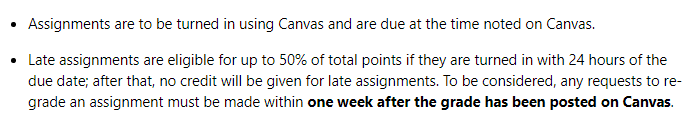 • Assignments are to be turned in using Canvas and are due at the time noted on Canvas.
• Late assignments are eligible for up to 50% of total points if they are turned in with 24 hours of the
due date; after that, no credit will be given for late assignments. To be considered, any requests to re-
grade an assignment must be made within one week after the grade has been posted on Canvas.